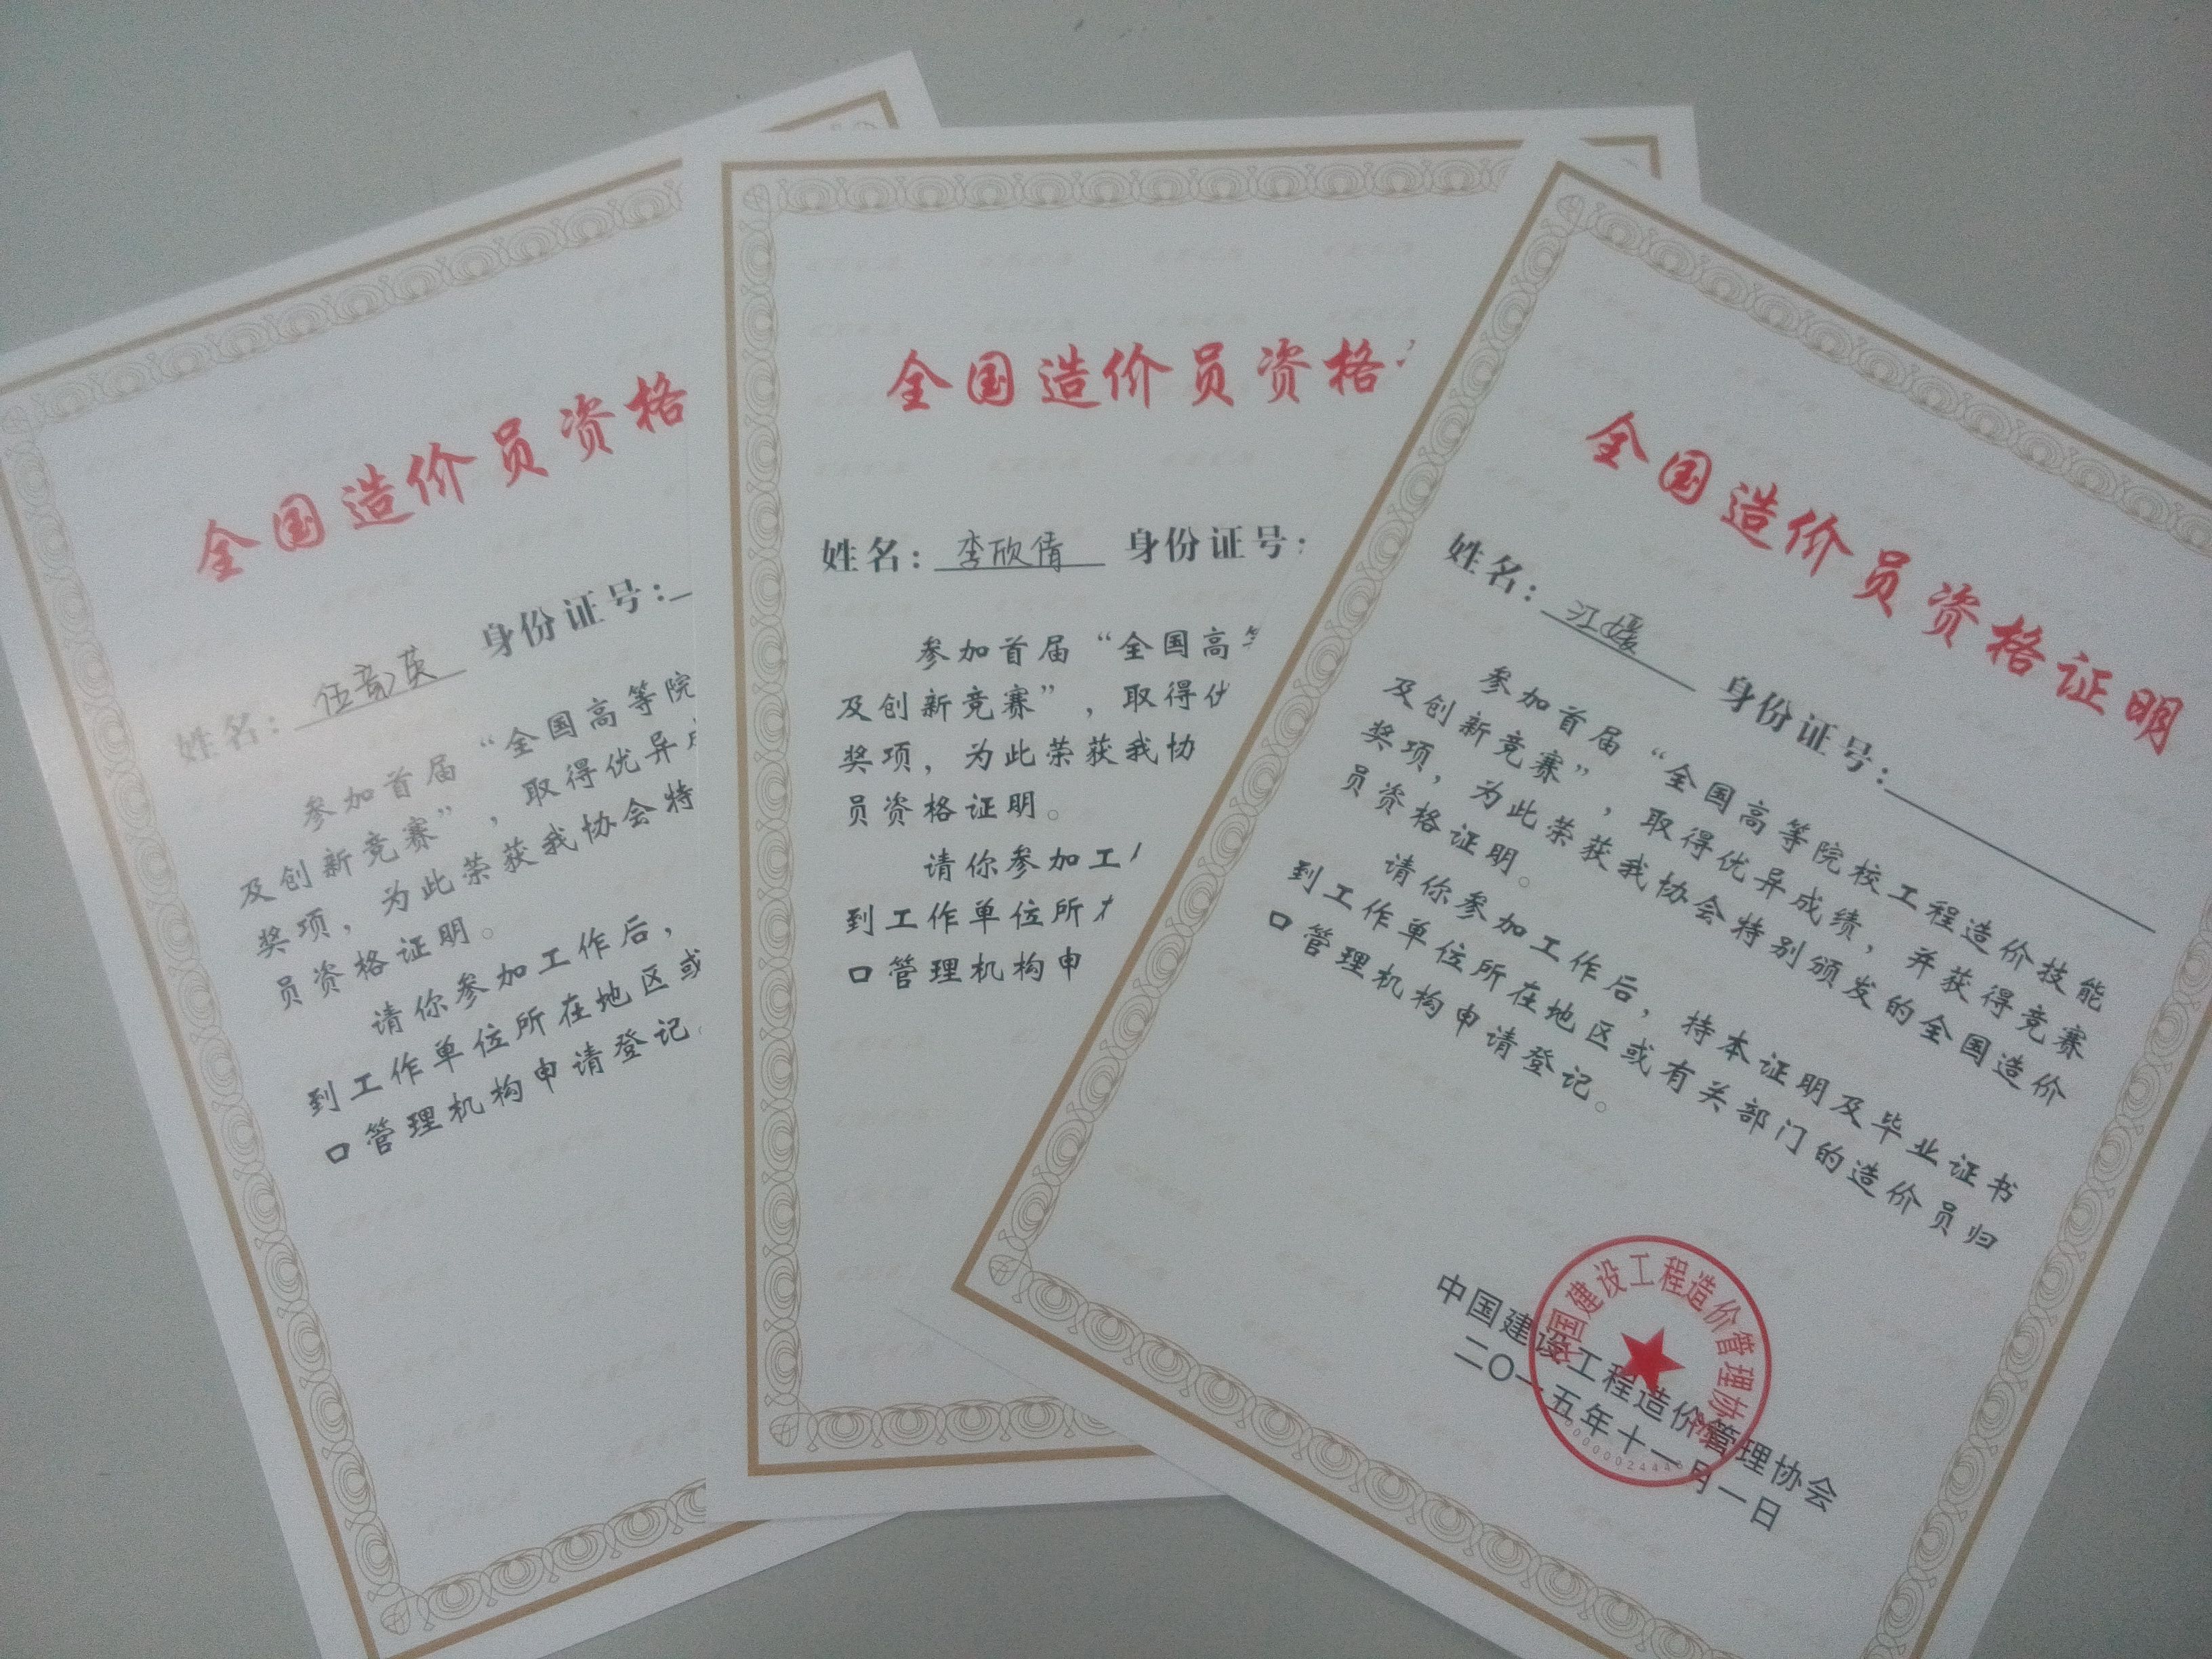 全国造价员资格
姓名：伍 英 身份证号：
参加首届“全国高等院
及创新竞赛”，取得优异
奖项，为此荣获我协会特
员资格证明。
请你参加工作后，
到工作单位所在地区或
口管理机构申请登记。
全国造价员资格
姓名：李欣倩 身份证号：
参加首届“全国高
及创新竞赛”，取得
奖项，为此荣获我协
员资格证明。
请你参加工
到工作单位所
口管理机构申
全国造价员资格证明
姓名：江媛 身份证号：
参加首届“全国高等院校工程造价技能
及创新竞赛”，取得优异成绩，并获得竞赛
奖项，为此荣获我协会特别颁发的全国造价
员资格证明。
请你参加工作后，持本证明及毕业证书
到工作单位所在地区或有关部门的造价员归
口管理机构申请登记。
中国建设工程造价管理协会
二〇一五年十一月一日
中国建设工程造价管理协会